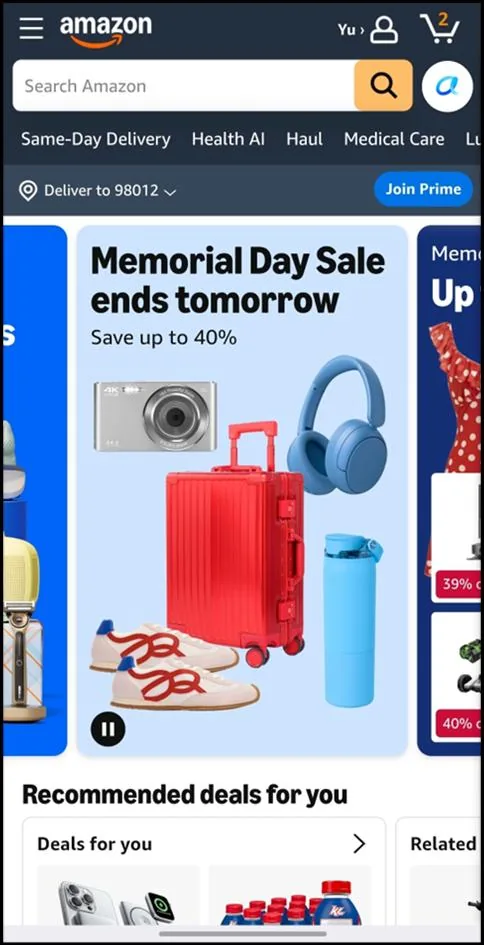 amazon
Yu ›
2
Search Amazon
Same-Day Delivery Health AI Haul Medical Care
Deliver to 98012
Join Prime
Memorial Day Sale
ends tomorrow
Save up to 40%
4K
s
Up
39%
40%
Recommended deals for you
Deals for you
Related